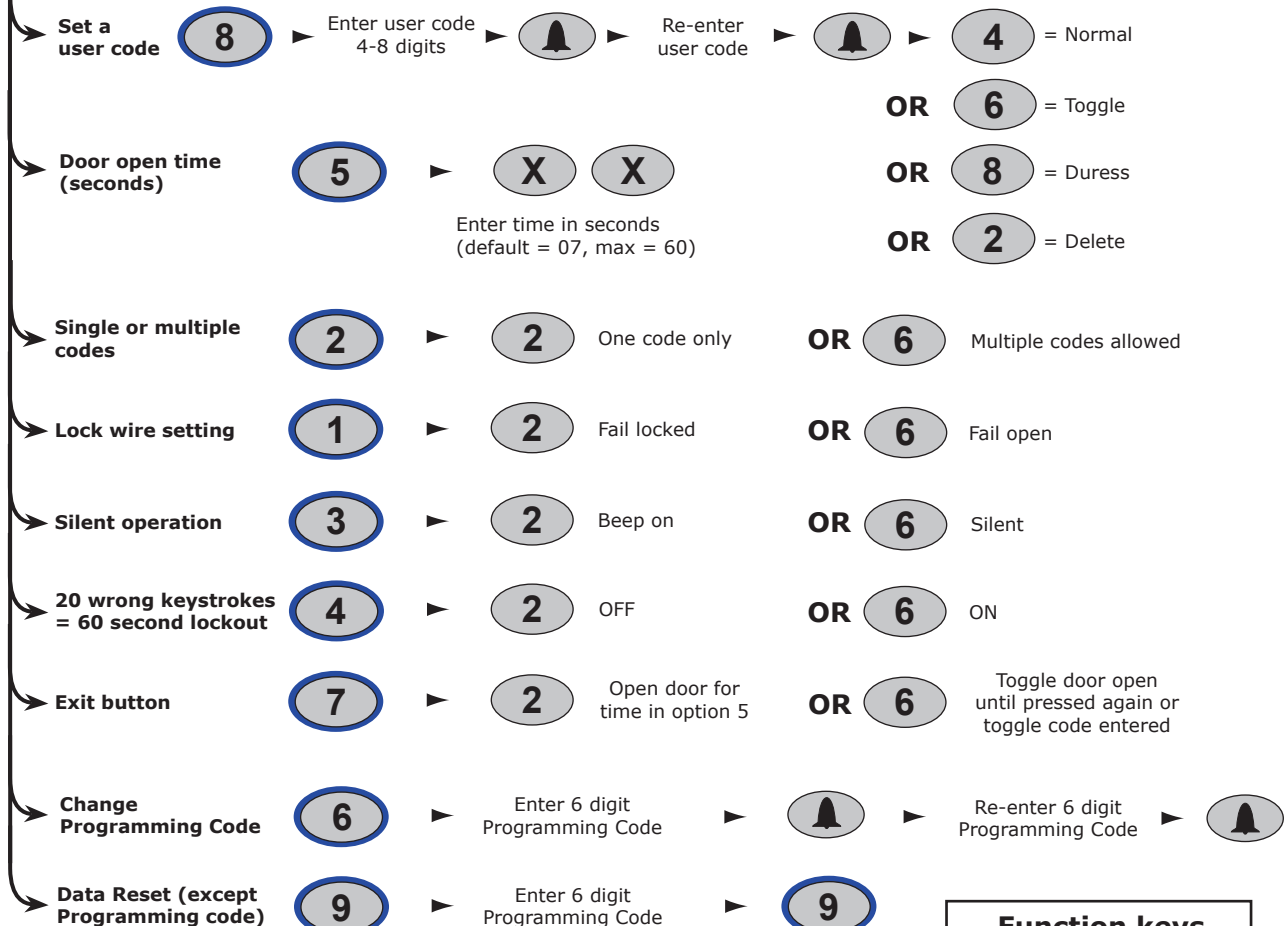 Set a
user code
8
Enter user code
4-8 digits
Re-enter
user code
4 = Normal
OR 6 = Toggle
OR 8 = Duress
OR 2 = Delete
Door open time
(seconds)
5
X X
Enter time in seconds
(default = 07, max = 60)
Single or multiple
codes
2
2 One code only
OR 6 Multiple codes allowed
Lock wire setting
1
2 Fail locked
OR 6 Fail open
Silent operation
3
2 Beep on
OR 6 Silent
20 wrong keystrokes
= 60 second lockout
4
2 OFF
OR 6 ON
Exit button
7
2
Open door for
time in option 5
OR 6
Toggle door open
until pressed again or
toggle code entered
Change
Programming Code
6
Enter 6 digit
Programming Code
Re-enter 6 digit
Programming Code
Data Reset (except
Programming code)
9
Enter 6 digit
Programming Code
9
Function keys